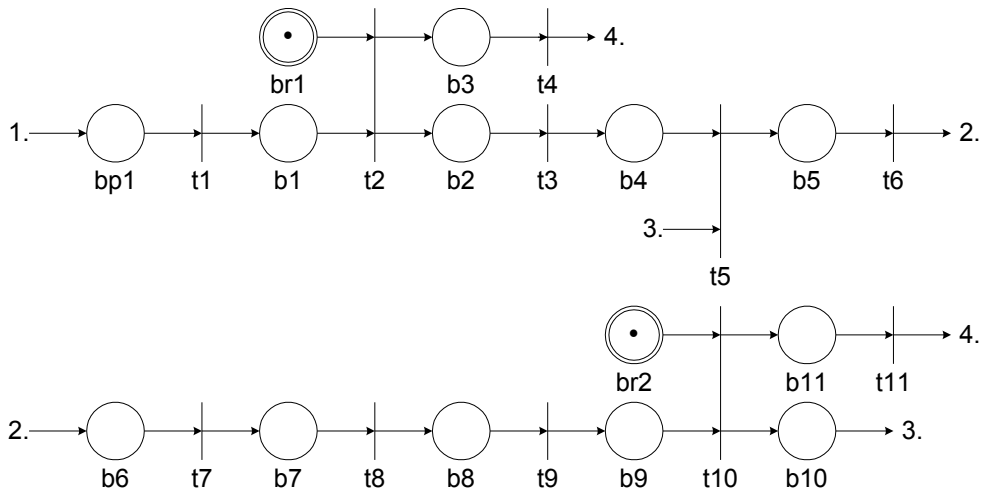 4.
br1 b3 t4
1. 2.
bp1 t1 b1 t2 b2 t3 b4 b5 t6
3.
t5
4.
br2 b11 t11
2. 3.
b6 t7 b7 t8 b8 t9 b9 t10 b10